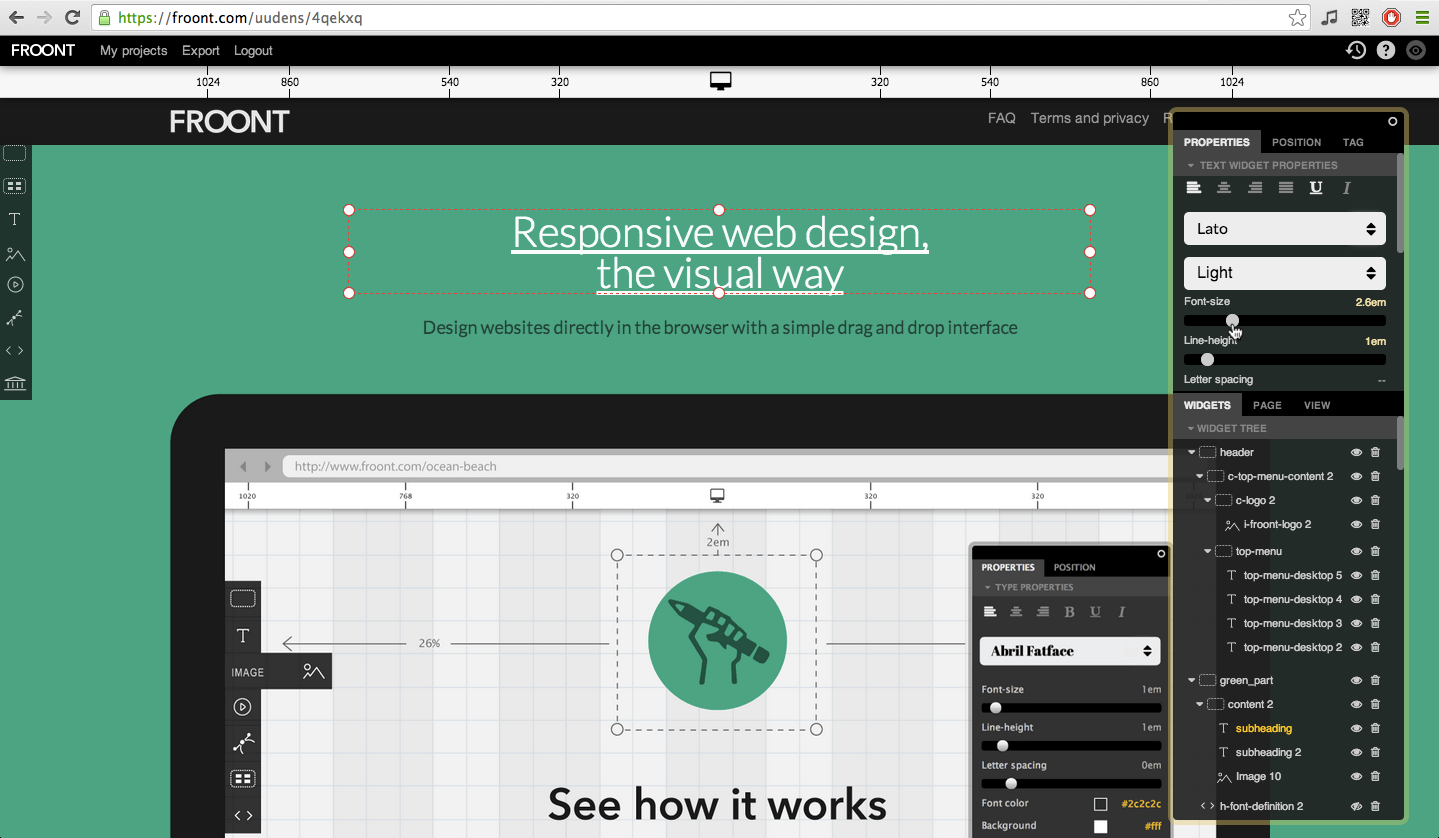 https://froont.com/uudens/4qekxq
FROONT My projects Export Logout
1024 860 540 320 320 540 860 1024
FROONT FAQ Terms and privacy R
PROPERTIES POSITION TAG
TEXT WIDGET PROPERTIES
U I
Lato
Light
Font-size 2.6em
Line-height 1em
Letter spacing --
Responsive web design,
the visual way
Design websites directly in the browser with a simple drag and drop interface
T
WIDGETS PAGE VIEW
WIDGET TREE
header
c-top-menu-content 2
c-logo 2
i-froont-logo 2
top-menu
T top-menu-desktop 5
T top-menu-desktop 4
T top-menu-desktop 3
T top-menu-desktop 2
green_part
content 2
T subheading
T subheading 2
Image 10
h-font-definition 2
http://www.froont.com/ocean-beach
1020 768 320 320 320
2em
26%
T
IMAGE
PROPERTIES POSITION
TYPE PROPERTIES
B U I
Abril Fatface
Font-size 1em
Line-height 1em
Letter spacing 0em
Font color #2c2c2c
Background #fff
See how it works